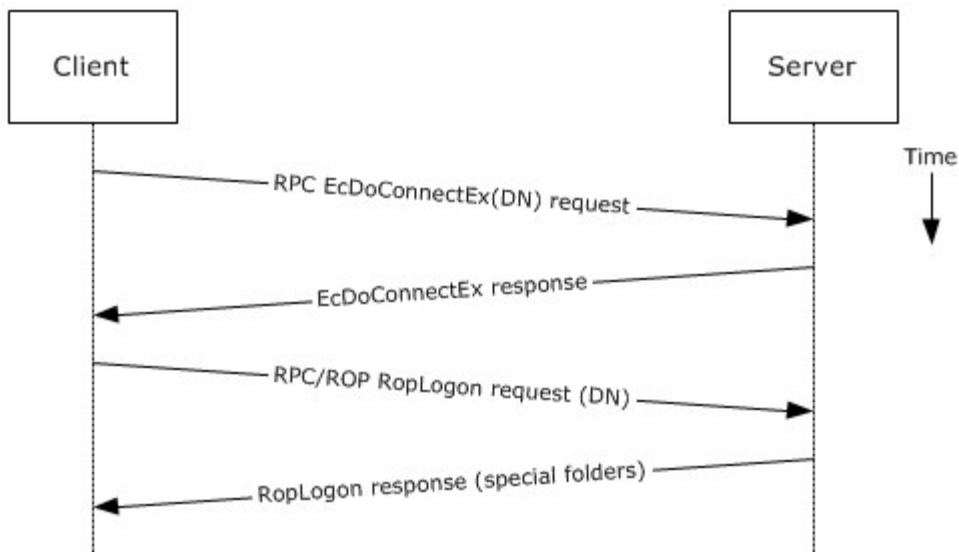 Client
Server
Time
RPC EcDoConnectEx(DN) request
EcDoConnectEx response
RPC/ROP RopLogon request (DN)
RopLogon response (special folders)